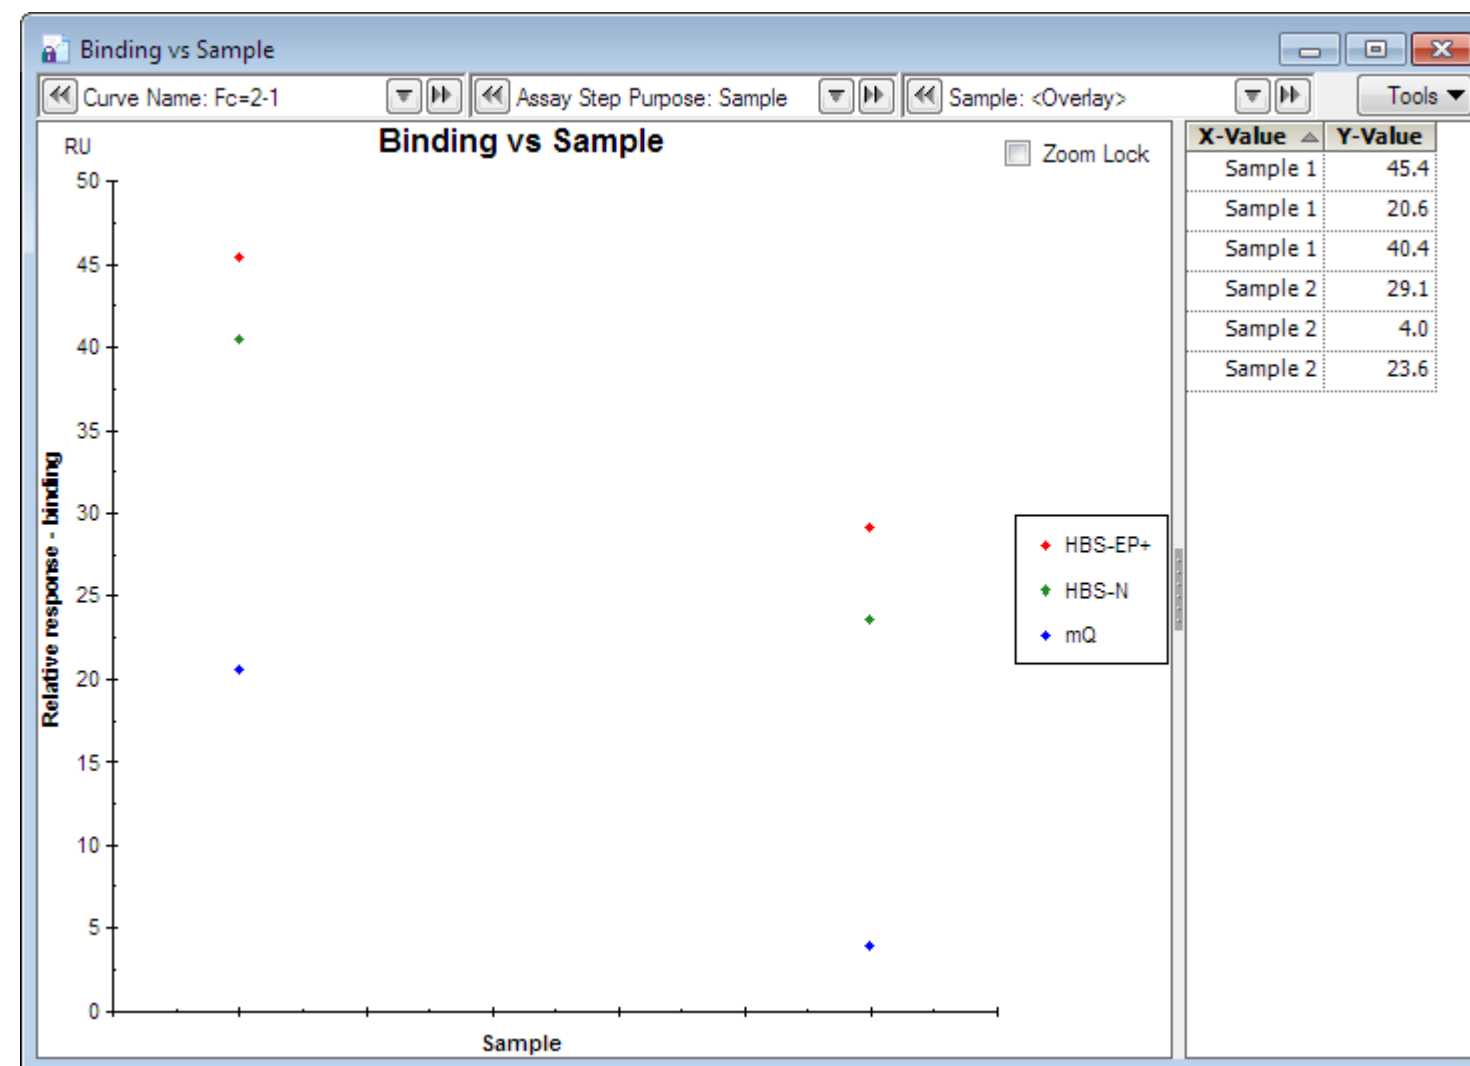 Binding vs Sample
Curve Name: Fc=2-1
Assay Step Purpose: Sample
Sample: <Overlay>
Tools
Binding vs Sample
RU
Zoom Lock
50
45
40
35
30
25
20
15
10
5
0
Relative response - binding
Sample
HBS-EP+
HBS-N
mQ
X-Value Y-Value
Sample 1 45.4
Sample 1 20.6
Sample 1 40.4
Sample 2 29.1
Sample 2 4.0
Sample 2 23.6